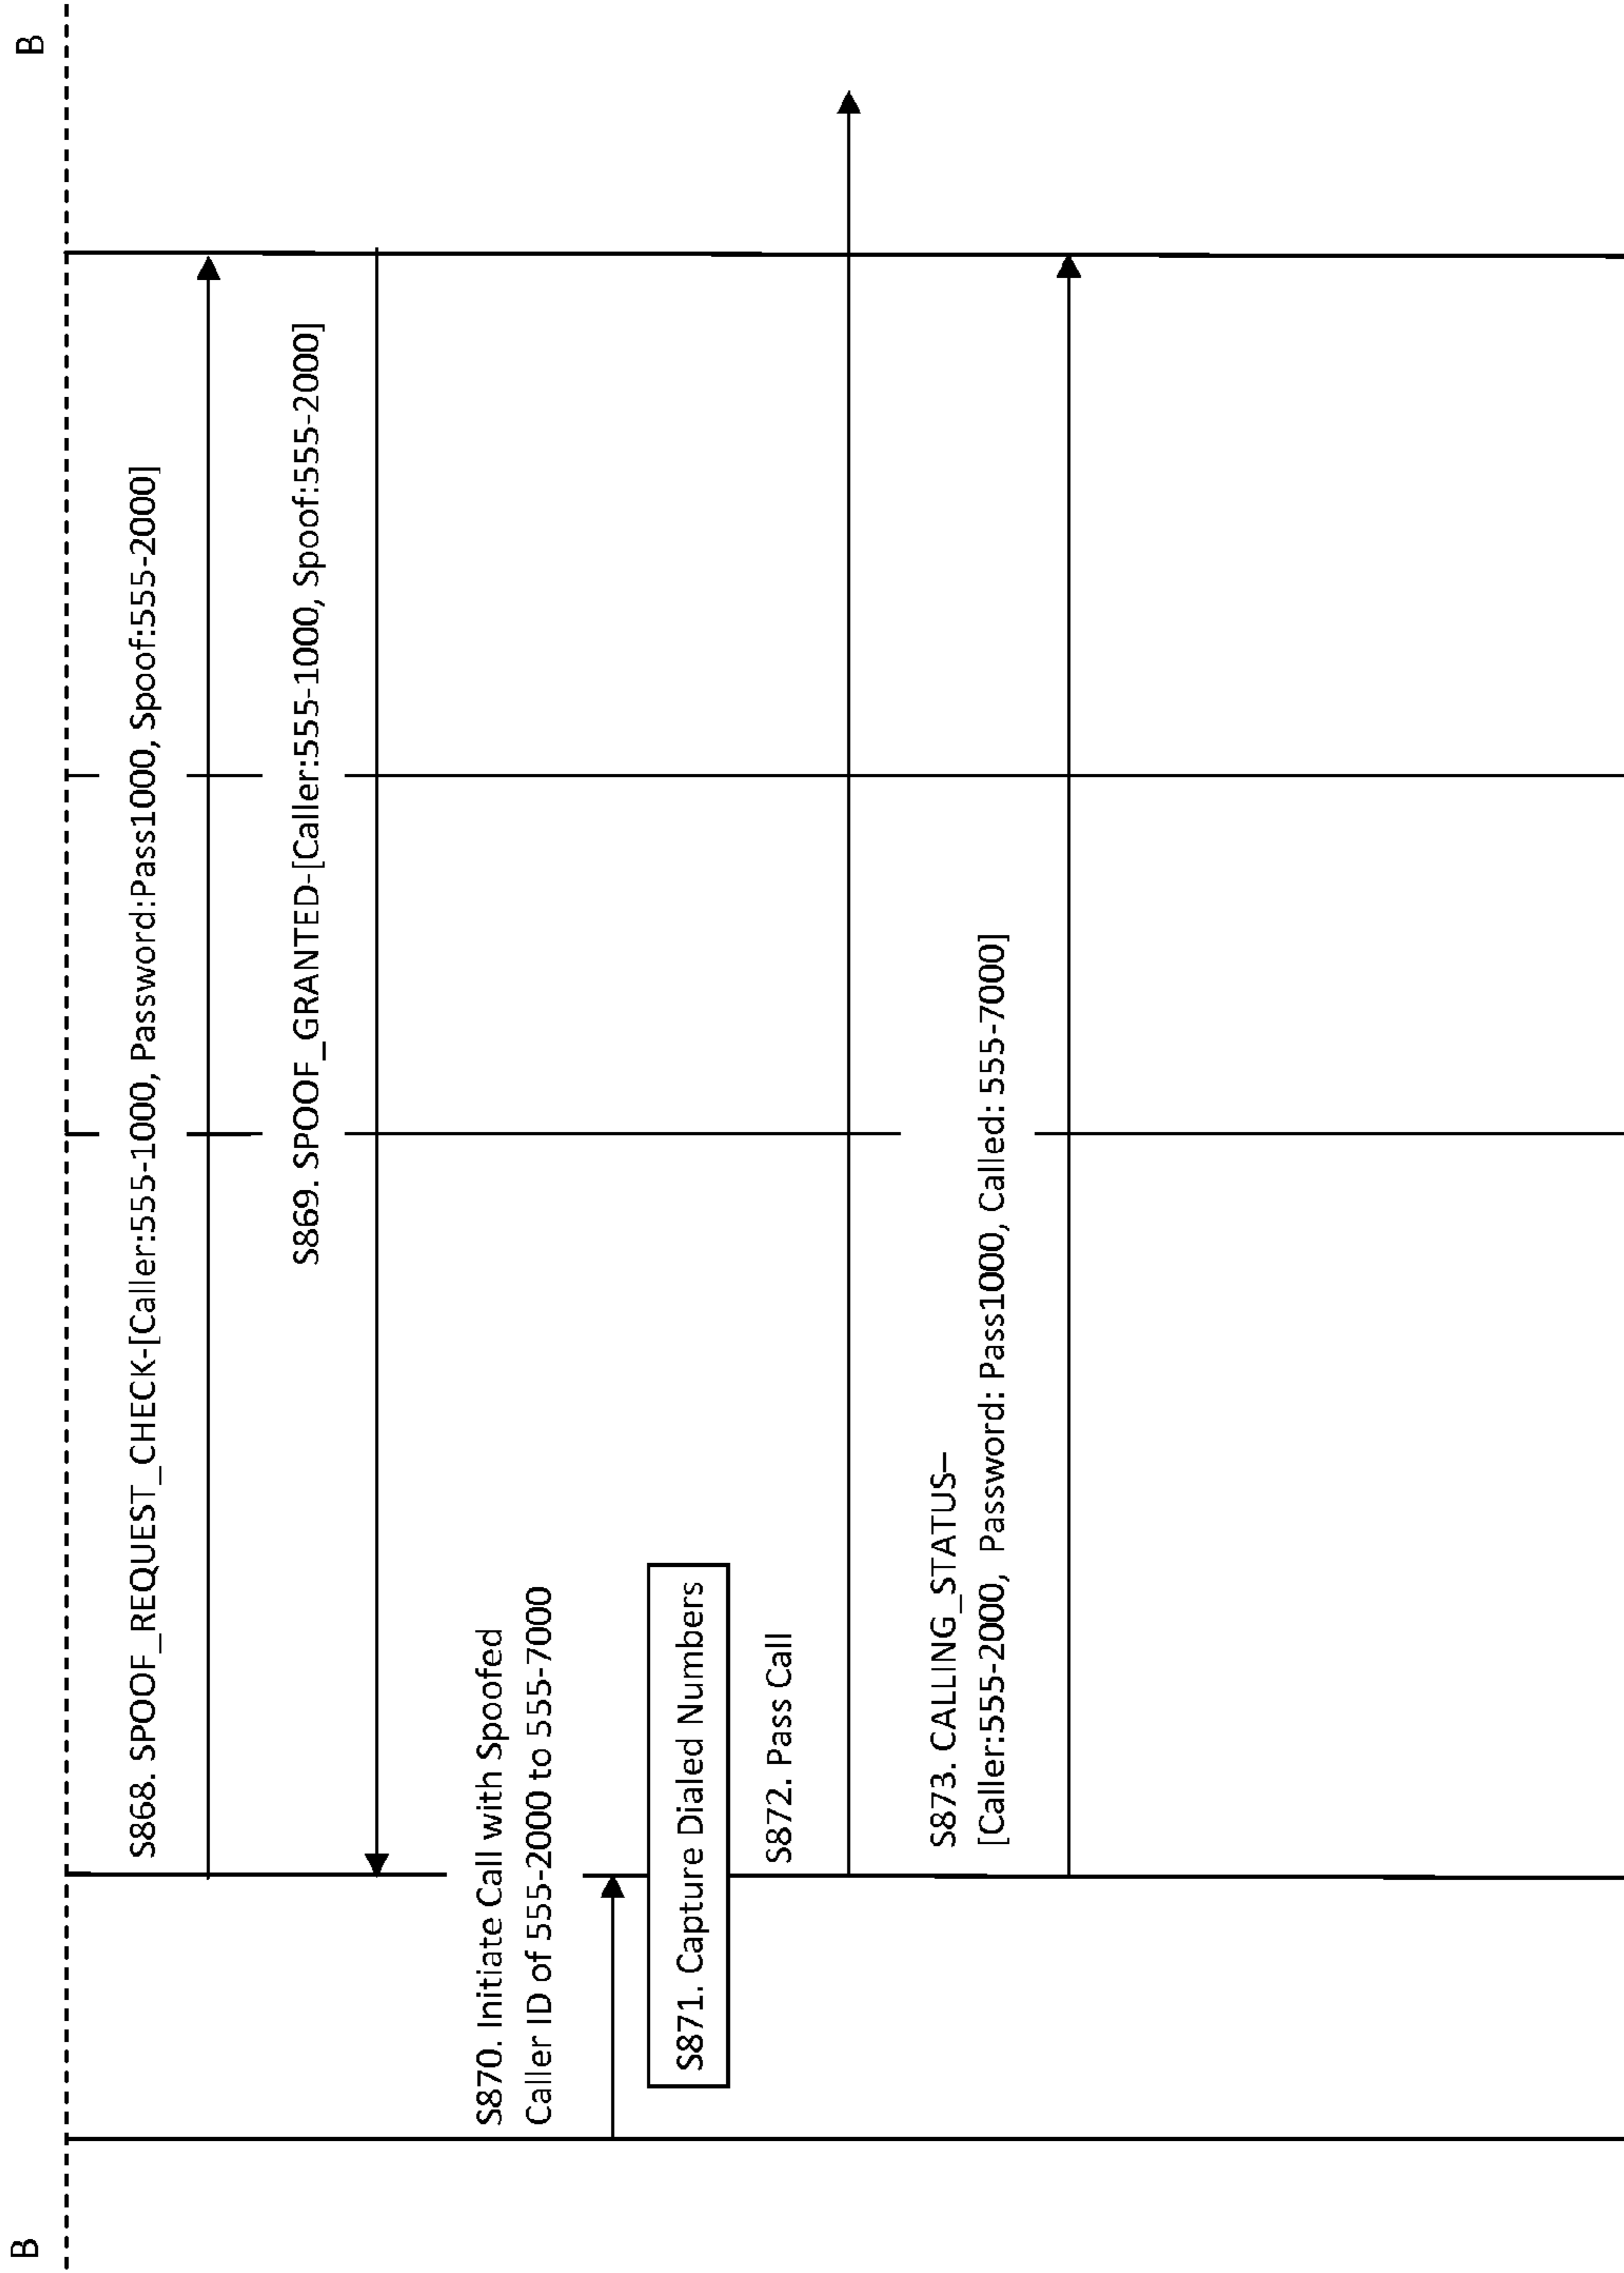 B
B
S868. SPOOF_REQUEST_CHECK-[Caller:555-1000, Password:Pass1000, Spoof:555-2000]
S869. SPOOF_GRANTED-[Caller:555-1000, Spoof:555-2000]
S870. Initiate Call with Spoofed
Caller ID of 555-2000 to 555-7000
S871. Capture Dialed Numbers
S872. Pass Call
S873. CALLING_STATUS–
[Caller:555-2000, Password: Pass1000, Called: 555-7000]